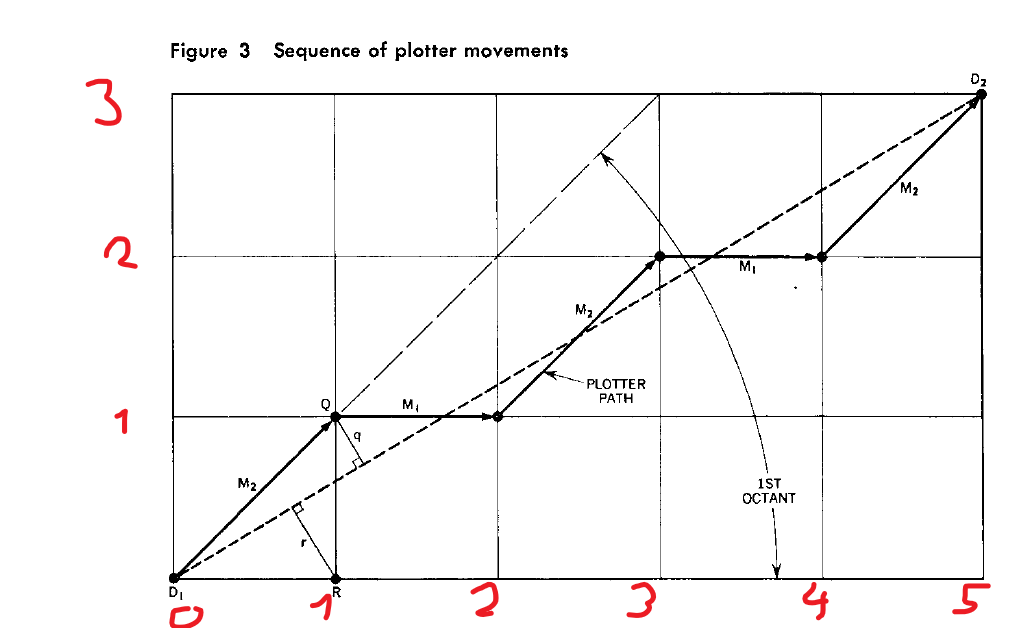 Figure 3 Sequence of plotter movements
D2
3
M2
2
M1
M2
PLOTTER
PATH
Q
M1
1
q
M2
1ST
OCTANT
r
D1
R
0
1
2
3
4
5